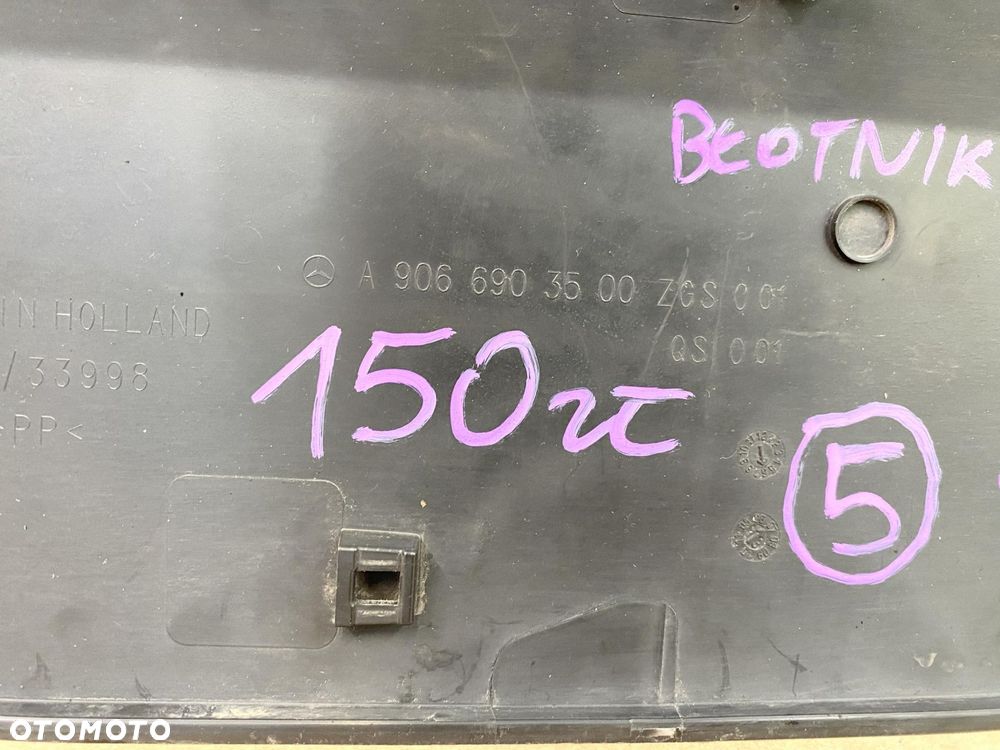 BŁOTNIK
A 906 690 35 00 ZGS 001
QS 001
IN HOLLAND
/33998
>PP<
150zł
5
OTOMOTO